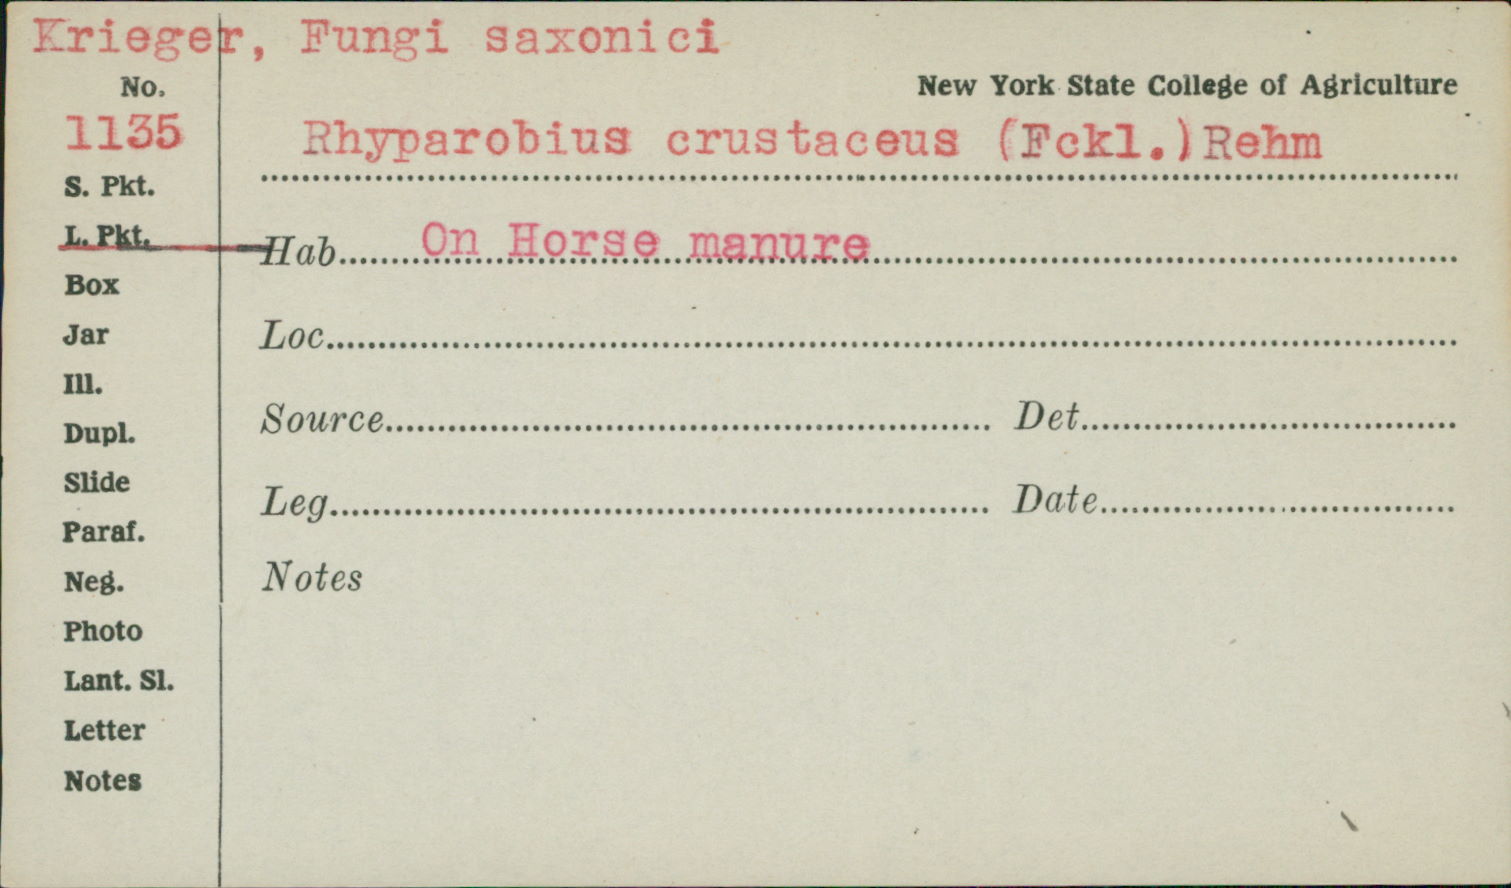 Krieger, Fungi saxonici
No.
New York State College of Agriculture
1135
Rhyparobius crustaceus (Fckl.)Rehm
S. Pkt.
L. Pkt.
Hab. On Horse manure
Box
Jar
Loc.
Ill.
Source Det.
Dupl.
Slide
Leg. Date
Paraf.
Neg.
Notes
Photo
Lant. Sl.
Letter
Notes